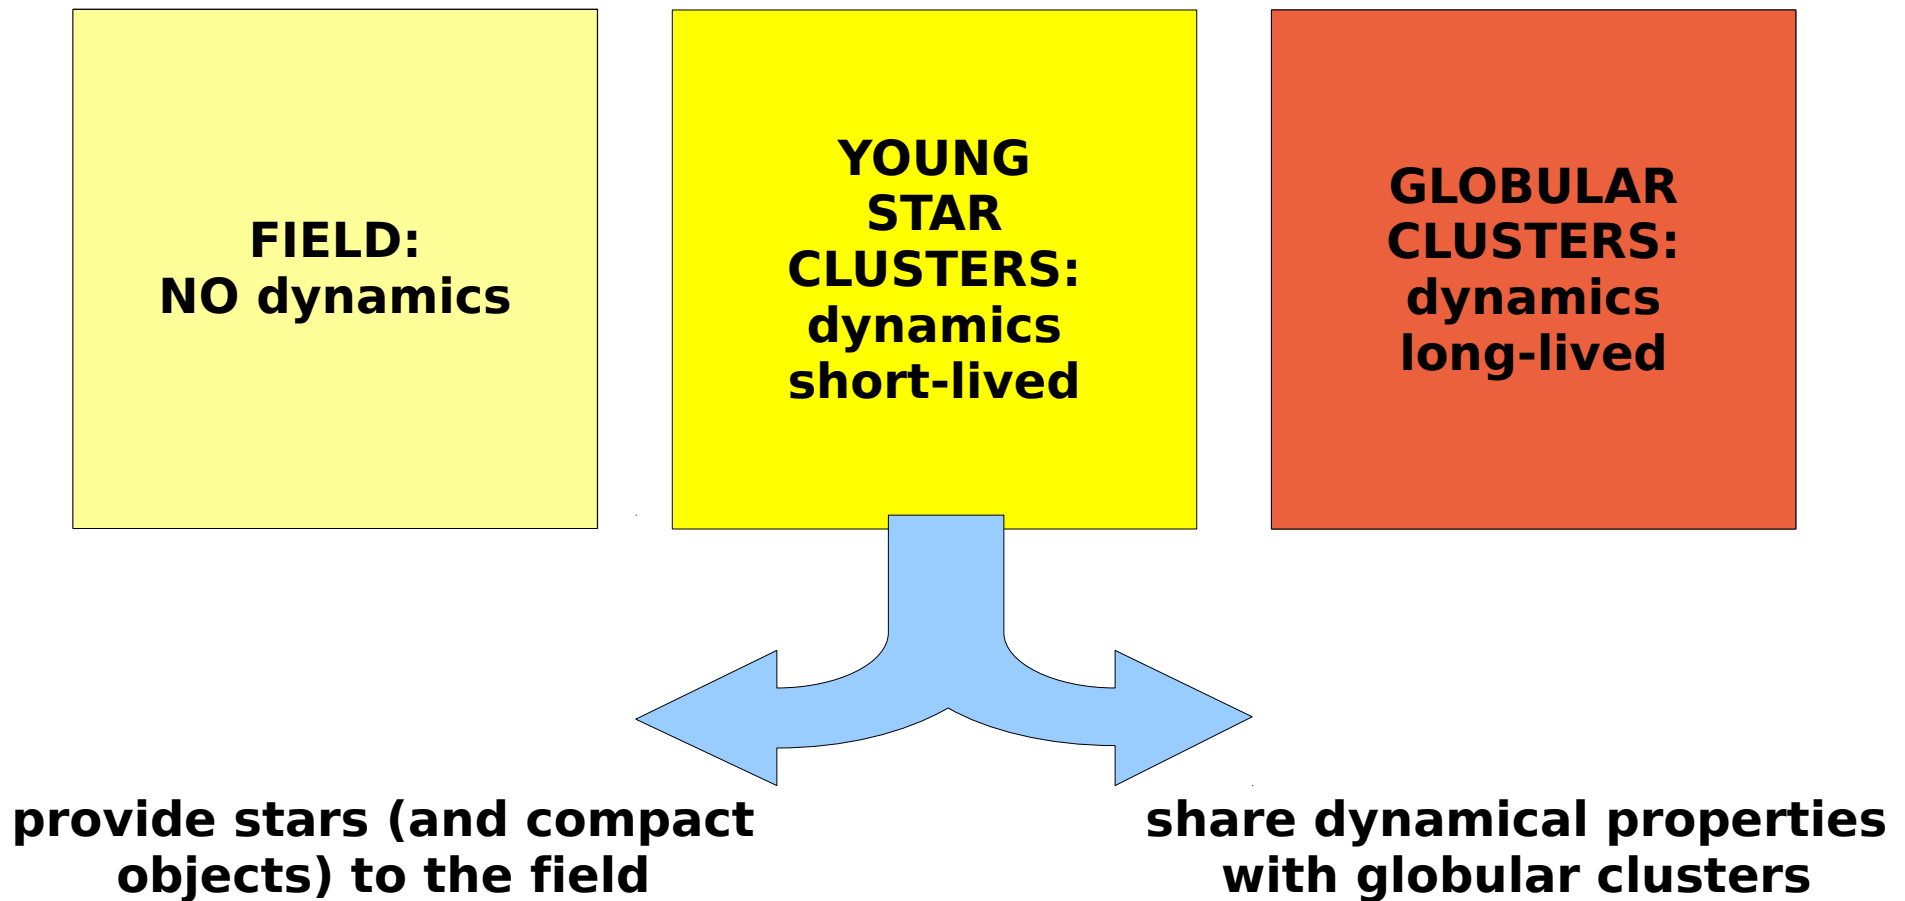 FIELD:
NO dynamics
YOUNG
STAR
CLUSTERS:
dynamics
short-lived
GLOBULAR
CLUSTERS:
dynamics
long-lived
provide stars (and compact
objects) to the field
share dynamical properties
with globular clusters